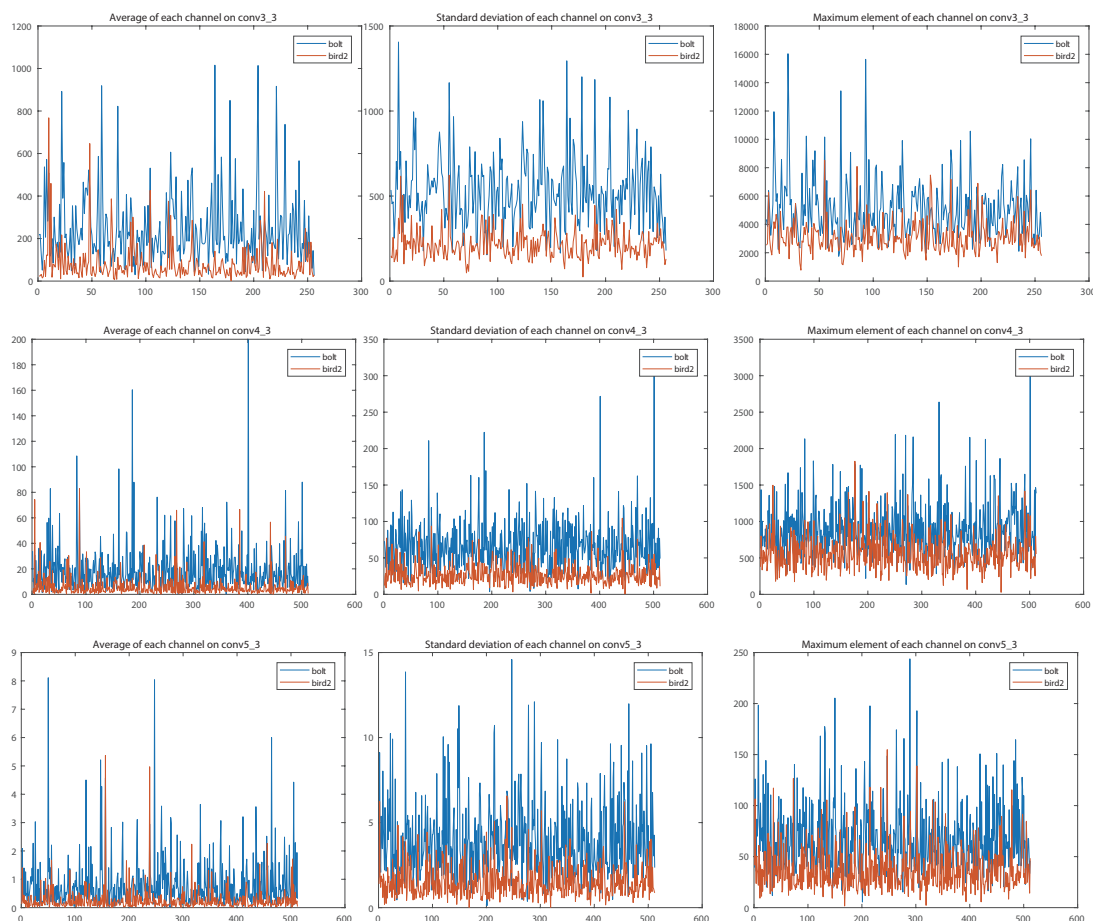 Average of each channel on conv3_3
1200
1000
800
600
400
200
0
0 50 100 150 200 250 300
bolt
bird2
Standard deviation of each channel on conv3_3
1500
1000
500
0
0 50 100 150 200 250 300
bolt
bird2
Maximum element of each channel on conv3_3
18000
16000
14000
12000
10000
8000
6000
4000
2000
0
0 50 100 150 200 250 300
bolt
bird2
Average of each channel on conv4_3
200
180
160
140
120
100
80
60
40
20
0
0 100 200 300 400 500 600
bolt
bird2
Standard deviation of each channel on conv4_3
350
300
250
200
150
100
50
0
0 100 200 300 400 500 600
bolt
bird2
Maximum element of each channel on conv4_3
3500
3000
2500
2000
1500
1000
500
0
0 100 200 300 400 500 600
bolt
bird2
Average of each channel on conv5_3
9
8
7
6
5
4
3
2
1
0
0 100 200 300 400 500 600
bolt
bird2
Standard deviation of each channel on conv5_3
15
10
5
0
0 100 200 300 400 500 600
bolt
bird2
Maximum element of each channel on conv5_3
250
200
150
100
50
0
0 100 200 300 400 500 600
bolt
bird2